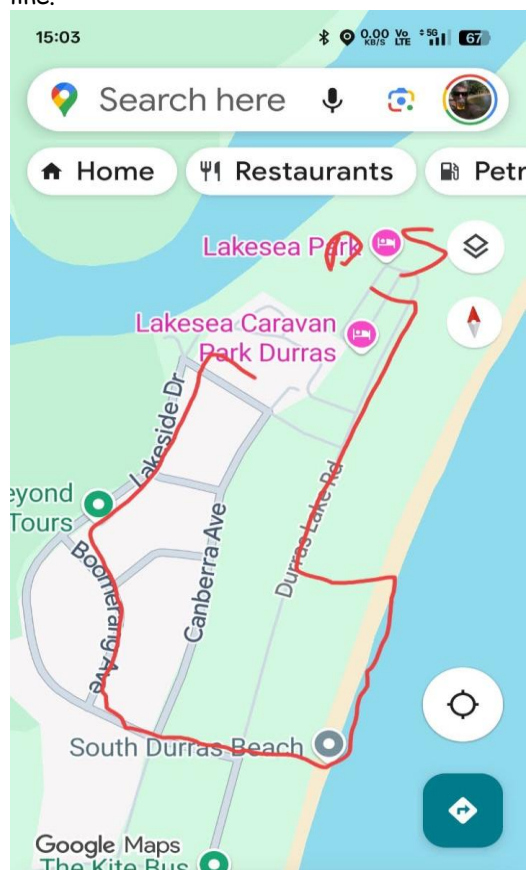 line.
15:03
0.00 KB/S Vo LTE 5G 67
Search here
Home Restaurants Petr
Lakesea Park
Lakesea Caravan
Park Durras
Lakeside Dr
eyond
Tours
Boomerang Ave
Canberra Ave
Durras Lake Rd
South Durras Beach
Google Maps
The Kite Bus